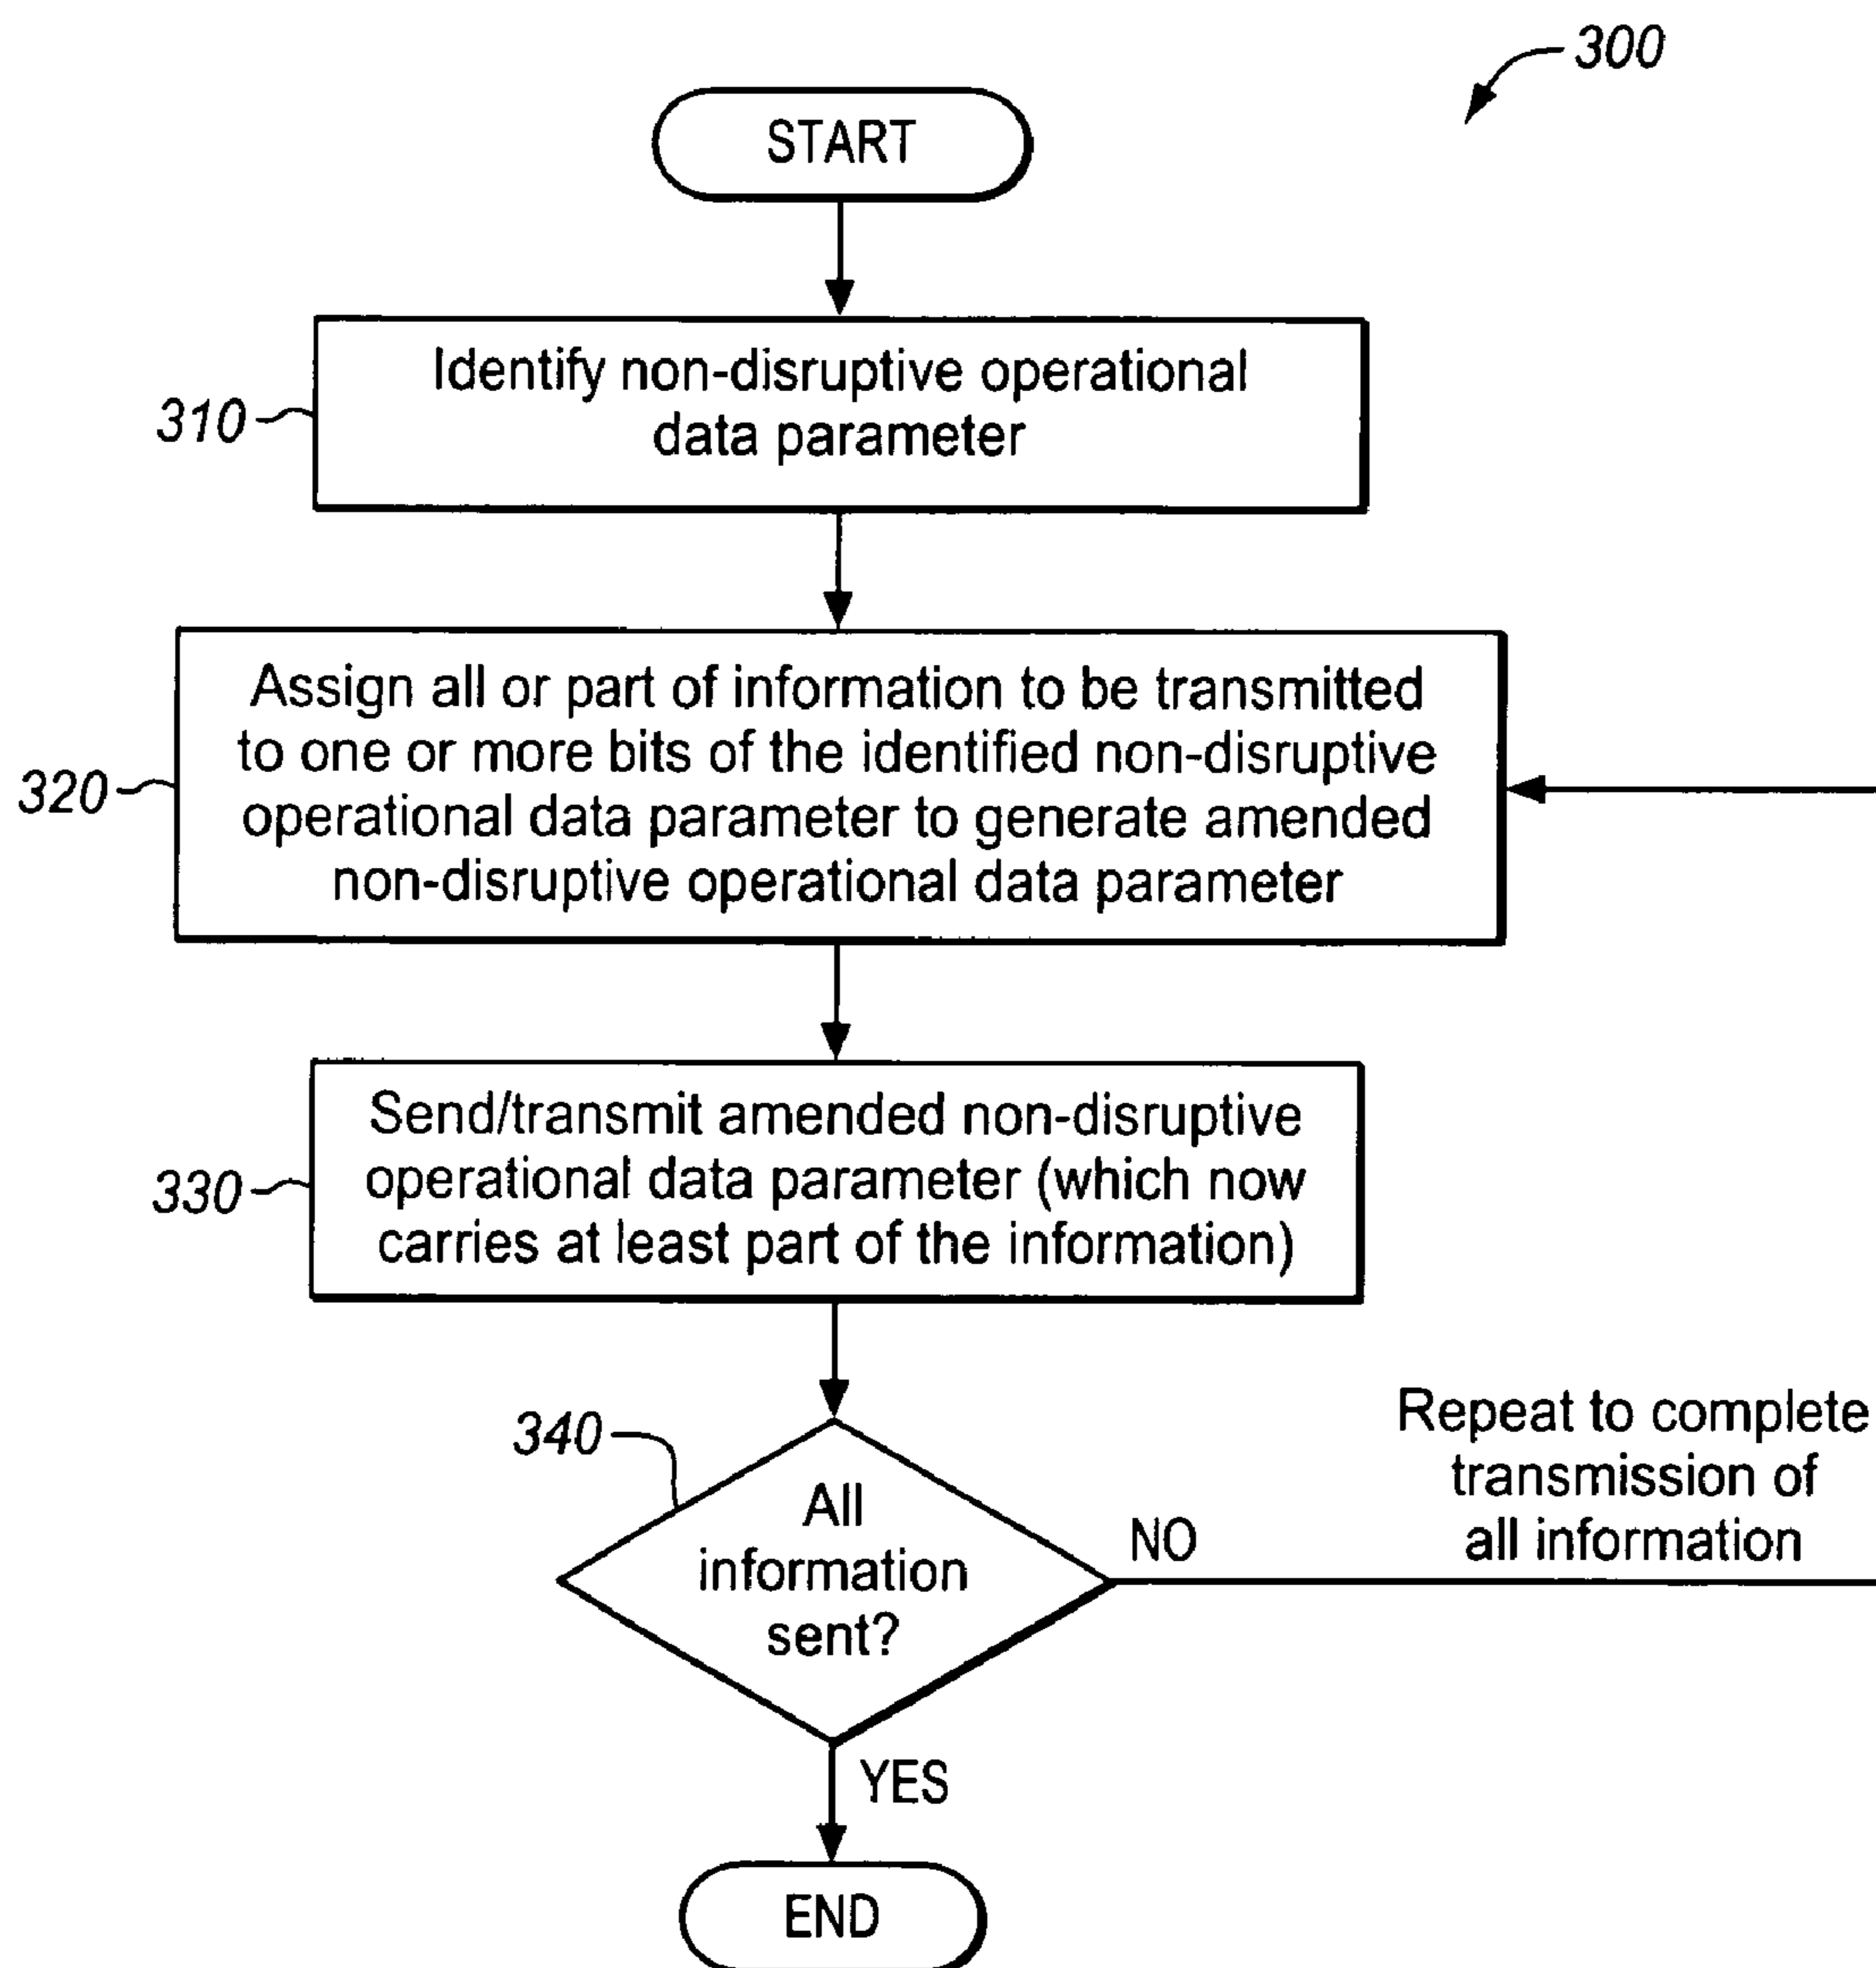 300
START
310
Identify non-disruptive operational
data parameter
320
Assign all or part of information to be transmitted
to one or more bits of the identified non-disruptive
operational data parameter to generate amended
non-disruptive operational data parameter
330
Send/transmit amended non-disruptive
operational data parameter (which now
carries at least part of the information)
340
All
information
sent?
NO
Repeat to complete
transmission of
all information
YES
END